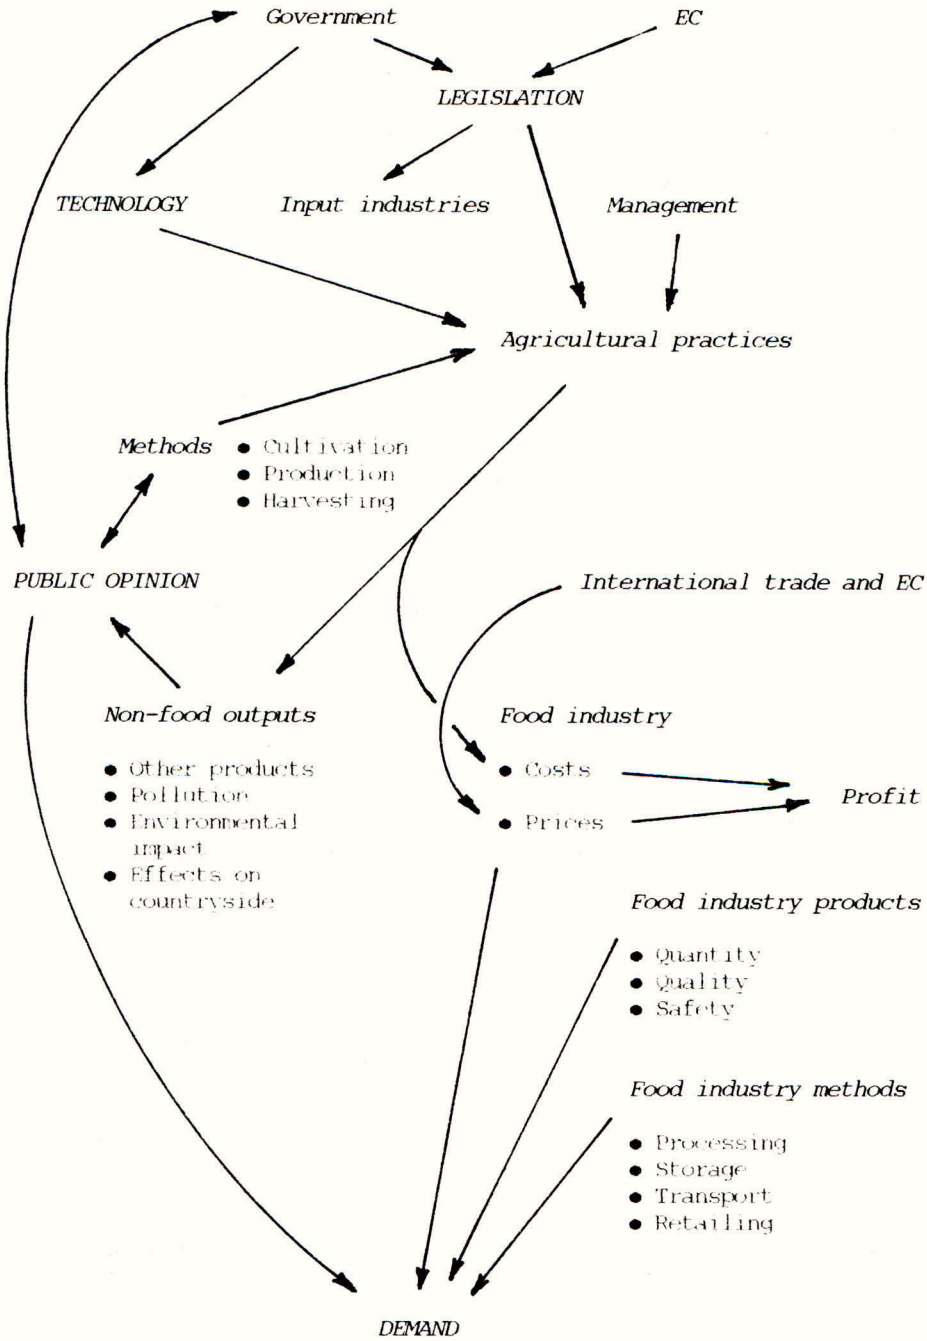 Government
EC
LEGISLATION
TECHNOLOGY
Input industries
Management
Agricultural practices
Methods
● Cultivation
● Production
● Harvesting
PUBLIC OPINION
International trade and EC
Non-food outputs
● Other products
● Pollution
● Environmental
impact
● Effects on
countryside
Food industry
● Costs
● Prices
Profit
Food industry products
● Quantity
● Quality
● Safety
Food industry methods
● Processing
● Storage
● Transport
● Retailing
DEMAND